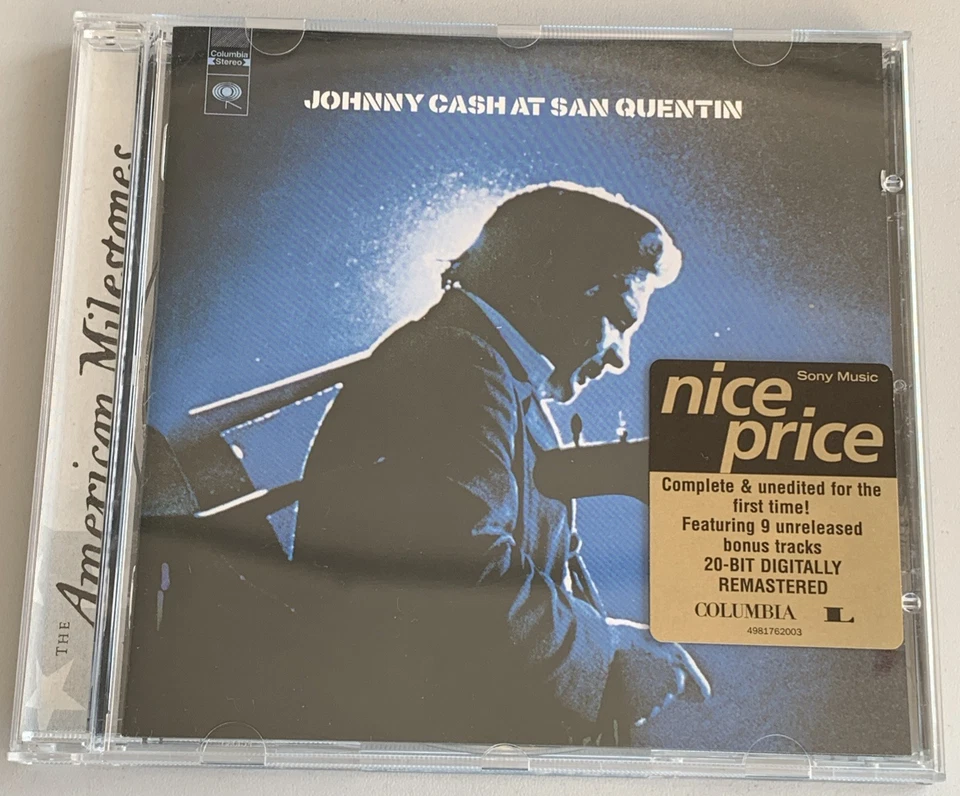 Columbia
Stereo
JOHNNY CASH AT SAN QUENTIN
THE American Milestones
Sony Music
nice
price
Complete & unedited for the
first time!
Featuring 9 unreleased
bonus tracks
20-BIT DIGITALLY
REMASTERED
COLUMBIA L
4981762003